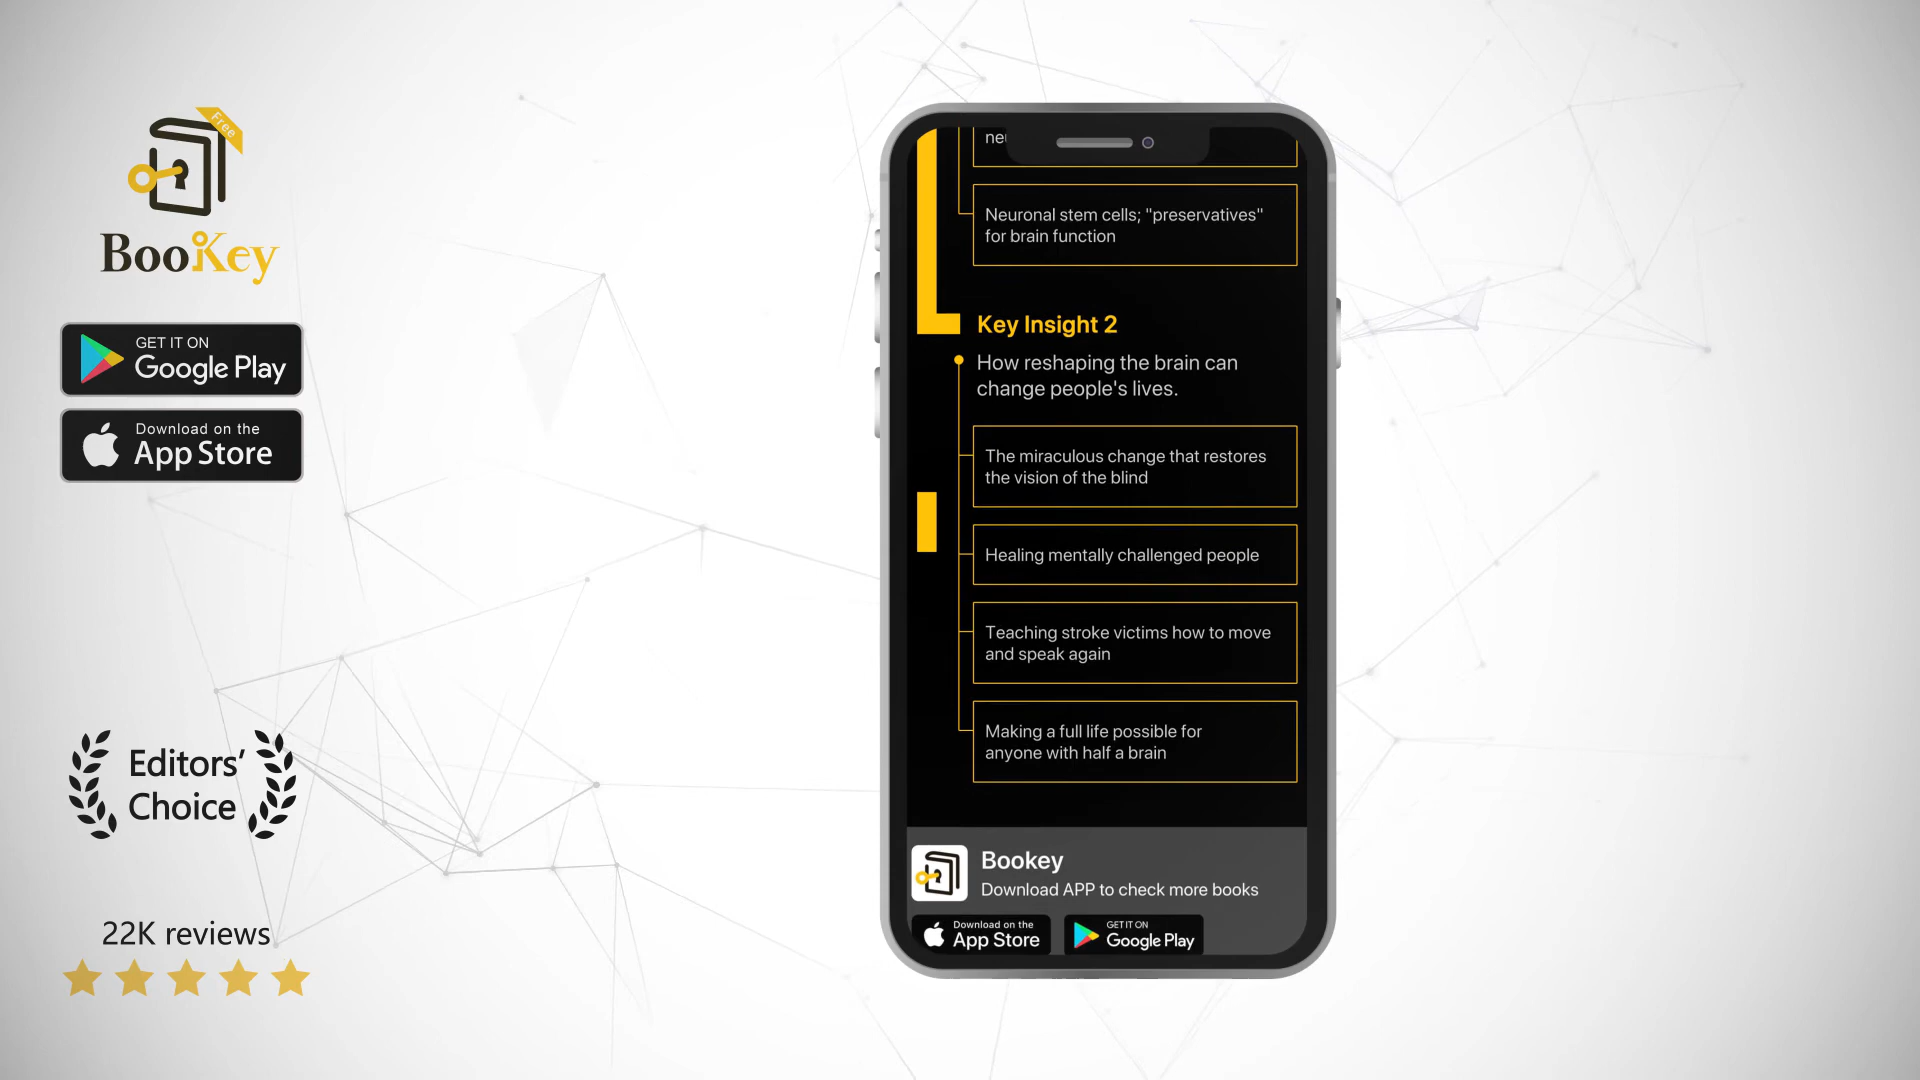 Free
BooKey
GET IT ON
Google Play
Download on the
App Store
Editors'
Choice
22K reviews
Neuronal stem cells; "preservatives"
for brain function
Key Insight 2
How reshaping the brain can
change people's lives.
The miraculous change that restores
the vision of the blind
Healing mentally challenged people
Teaching stroke victims how to move
and speak again
Making a full life possible for
anyone with half a brain
Bookey
Download APP to check more books
Download on the
App Store
GET IT ON
Google Play